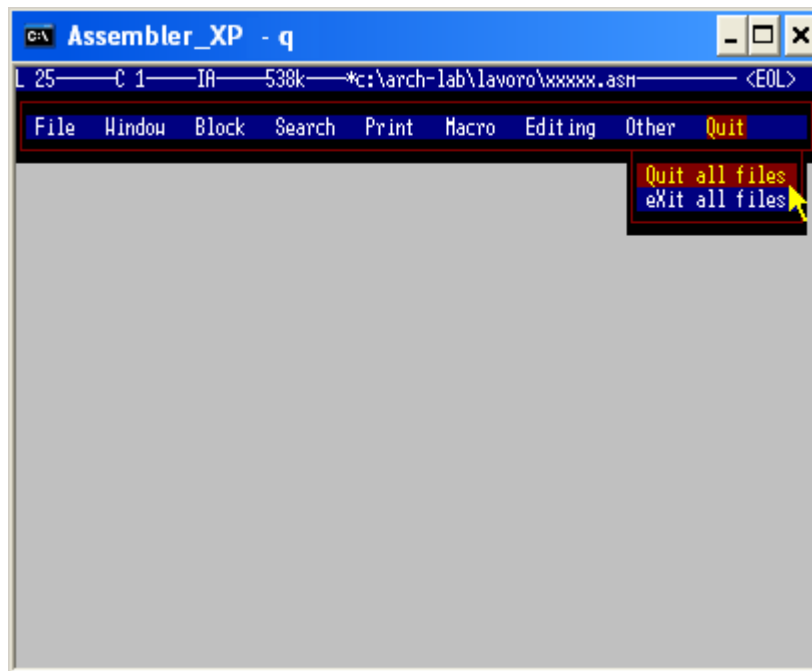 Assembler_XP - q
L 25 C 1 IA 538k *c:\arch-lab\lavoro\xxxxx.asm <EOL>
File Window Block Search Print Macro Editing Other Quit
Quit all files
eXit all files